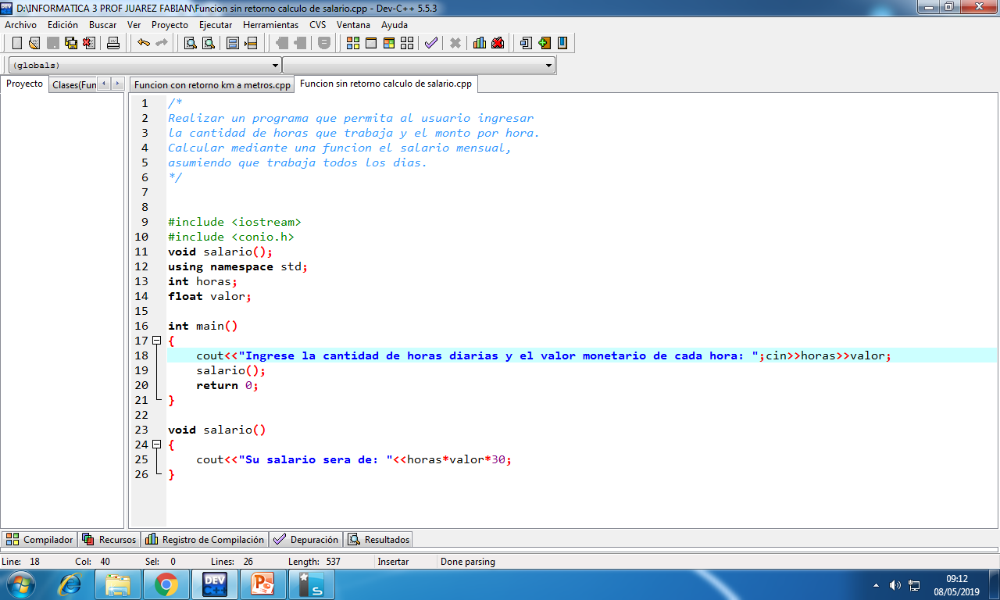 D:\INFORMATICA 3 PROF JUAREZ FABIAN\Funcion sin retorno calculo de salario.cpp - Dev-C++ 5.5.3
Archivo Edición Buscar Ver Proyecto Ejecutar Herramientas CVS Ventana Ayuda
(globals)
Proyecto Clases(Fun Funcion con retorno km a metros.cpp Funcion sin retorno calculo de salario.cpp
1 /*
2 Realizar un programa que permita al usuario ingresar
3 la cantidad de horas que trabaja y el monto por hora.
4 Calcular mediante una funcion el salario mensual,
5 asumiendo que trabaja todos los dias.
6 */
7
8
9 #include <iostream>
10 #include <conio.h>
11 void salario();
12 using namespace std;
13 int horas;
14 float valor;
15
16 int main()
17 {
18 cout<<"Ingrese la cantidad de horas diarias y el valor monetario de cada hora: ";cin>>horas>>valor;
19 salario();
20 return 0;
21 }
22
23 void salario()
24 {
25 cout<<"Su salario sera de: "<<horas*valor*30;
26 }
Compilador Recursos Registro de Compilación Depuración Resultados
Line: 18 Col: 40 Sel: 0 Lines: 26 Length: 537 Insertar Done parsing
DEV C++ P S
09:12
08/05/2019